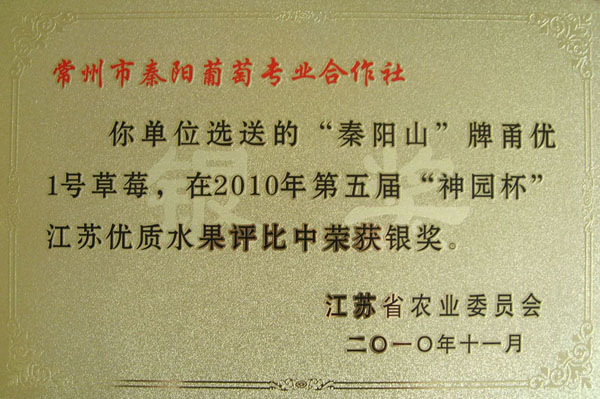 常州市秦阳葡萄专业合作社
你单位选送的“秦阳山”牌甬优
1号草莓，在2010年第五届“神园杯”
江苏优质水果评比中荣获银奖。
银奖
江苏省农业委员会
二〇一〇年十一月